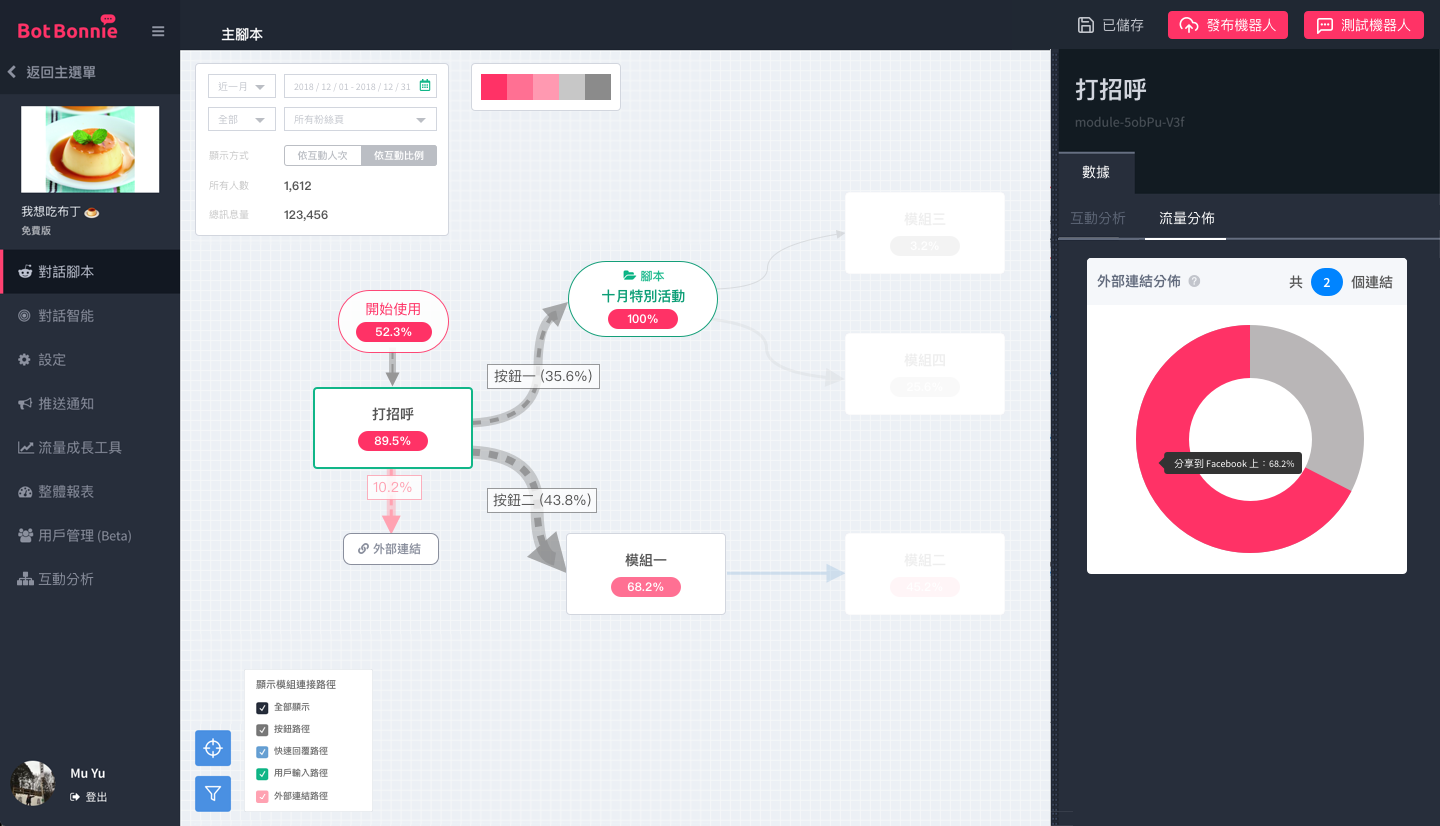 BotBonnie
主腳本
已儲存
發布機器人
測試機器人
返回主選單
我想吃布丁
免費版
對話腳本
對話智能
設定
推送通知
流量成長工具
整體報表
用戶管理 (Beta)
互動分析
Mu Yu
登出
近一月
2018 / 12 / 01 - 2018 / 12 / 31
全部
所有粉絲頁
顯示方式
依互動人次
依互動比例
所有人數
1,612
總訊息量
123,456
開始使用
52.3%
腳本
十月特別活動
100%
模組三
3.2%
按鈕一 (35.6%)
模組四
打招呼
89.5%
10.2%
按鈕二 (43.8%)
外部連結
模組一
68.2%
模組二
顯示模組連接路徑
全部顯示
按鈕路徑
快速回覆路徑
用戶輸入路徑
外部連結路徑
打招呼
module-5obPu-V3f
數據
互動分析
流量分佈
外部連結分佈 ?
共 2 個連結
分享到 Facebook 上：68.2%